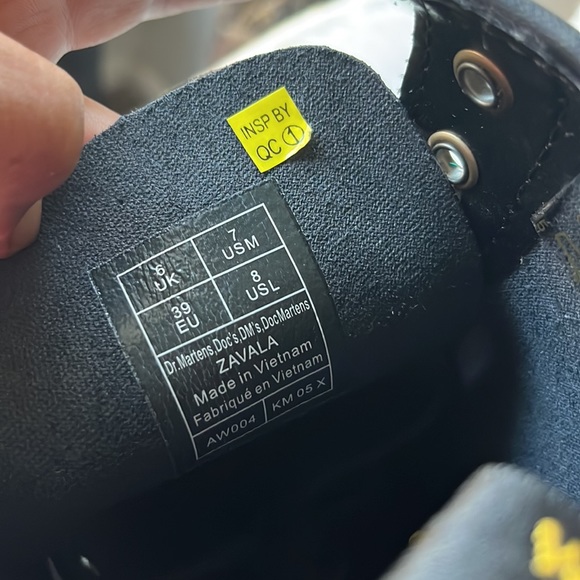 INSP BY
QC 1
6 UK
7 USM
39 EU
8 USL
Dr.Martens,Doc's,DM's,DocMartens
ZAVALA
Made in Vietnam
Fabriqué en Vietnam
AW004 KM 05 X